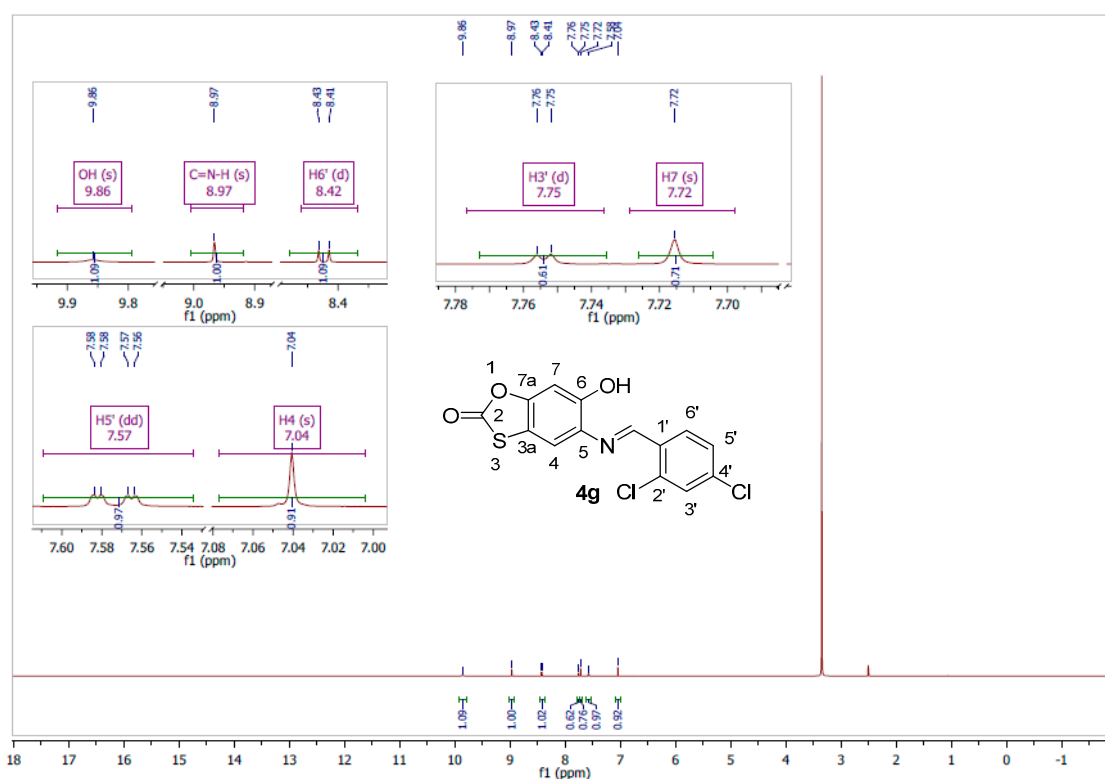 9.86
8.97
8.43
8.41
7.76
7.75
7.72
7.58
7.04
9.86
8.97
8.43
8.41
OH (s)
9.86
C=N-H (s)
8.97
H6' (d)
8.42
1.09
1.00
1.09
9.9 9.8 9.0 8.9 8.4
f1 (ppm)
7.76
7.75
7.72
H3' (d)
7.75
H7 (s)
7.72
0.61
0.71
7.78 7.76 7.74 7.72 7.70
f1 (ppm)
7.58
7.58
7.57
7.56
7.04
H5' (dd)
7.57
H4 (s)
7.04
0.97
0.91
7.60 7.58 7.56 7.54 7.08 7.06 7.04 7.02 7.00
f1 (ppm)
1 7 6 OH
O 7a
O 2
S 3a N 1' 6' 5'
3 4 5 4'
4g Cl 2' Cl
3'
1.09
1.00
1.02
0.62
0.76
0.97
0.92
18 17 16 15 14 13 12 11 10 9 8 7 6 5 4 3 2 1 0 -1
f1 (ppm)